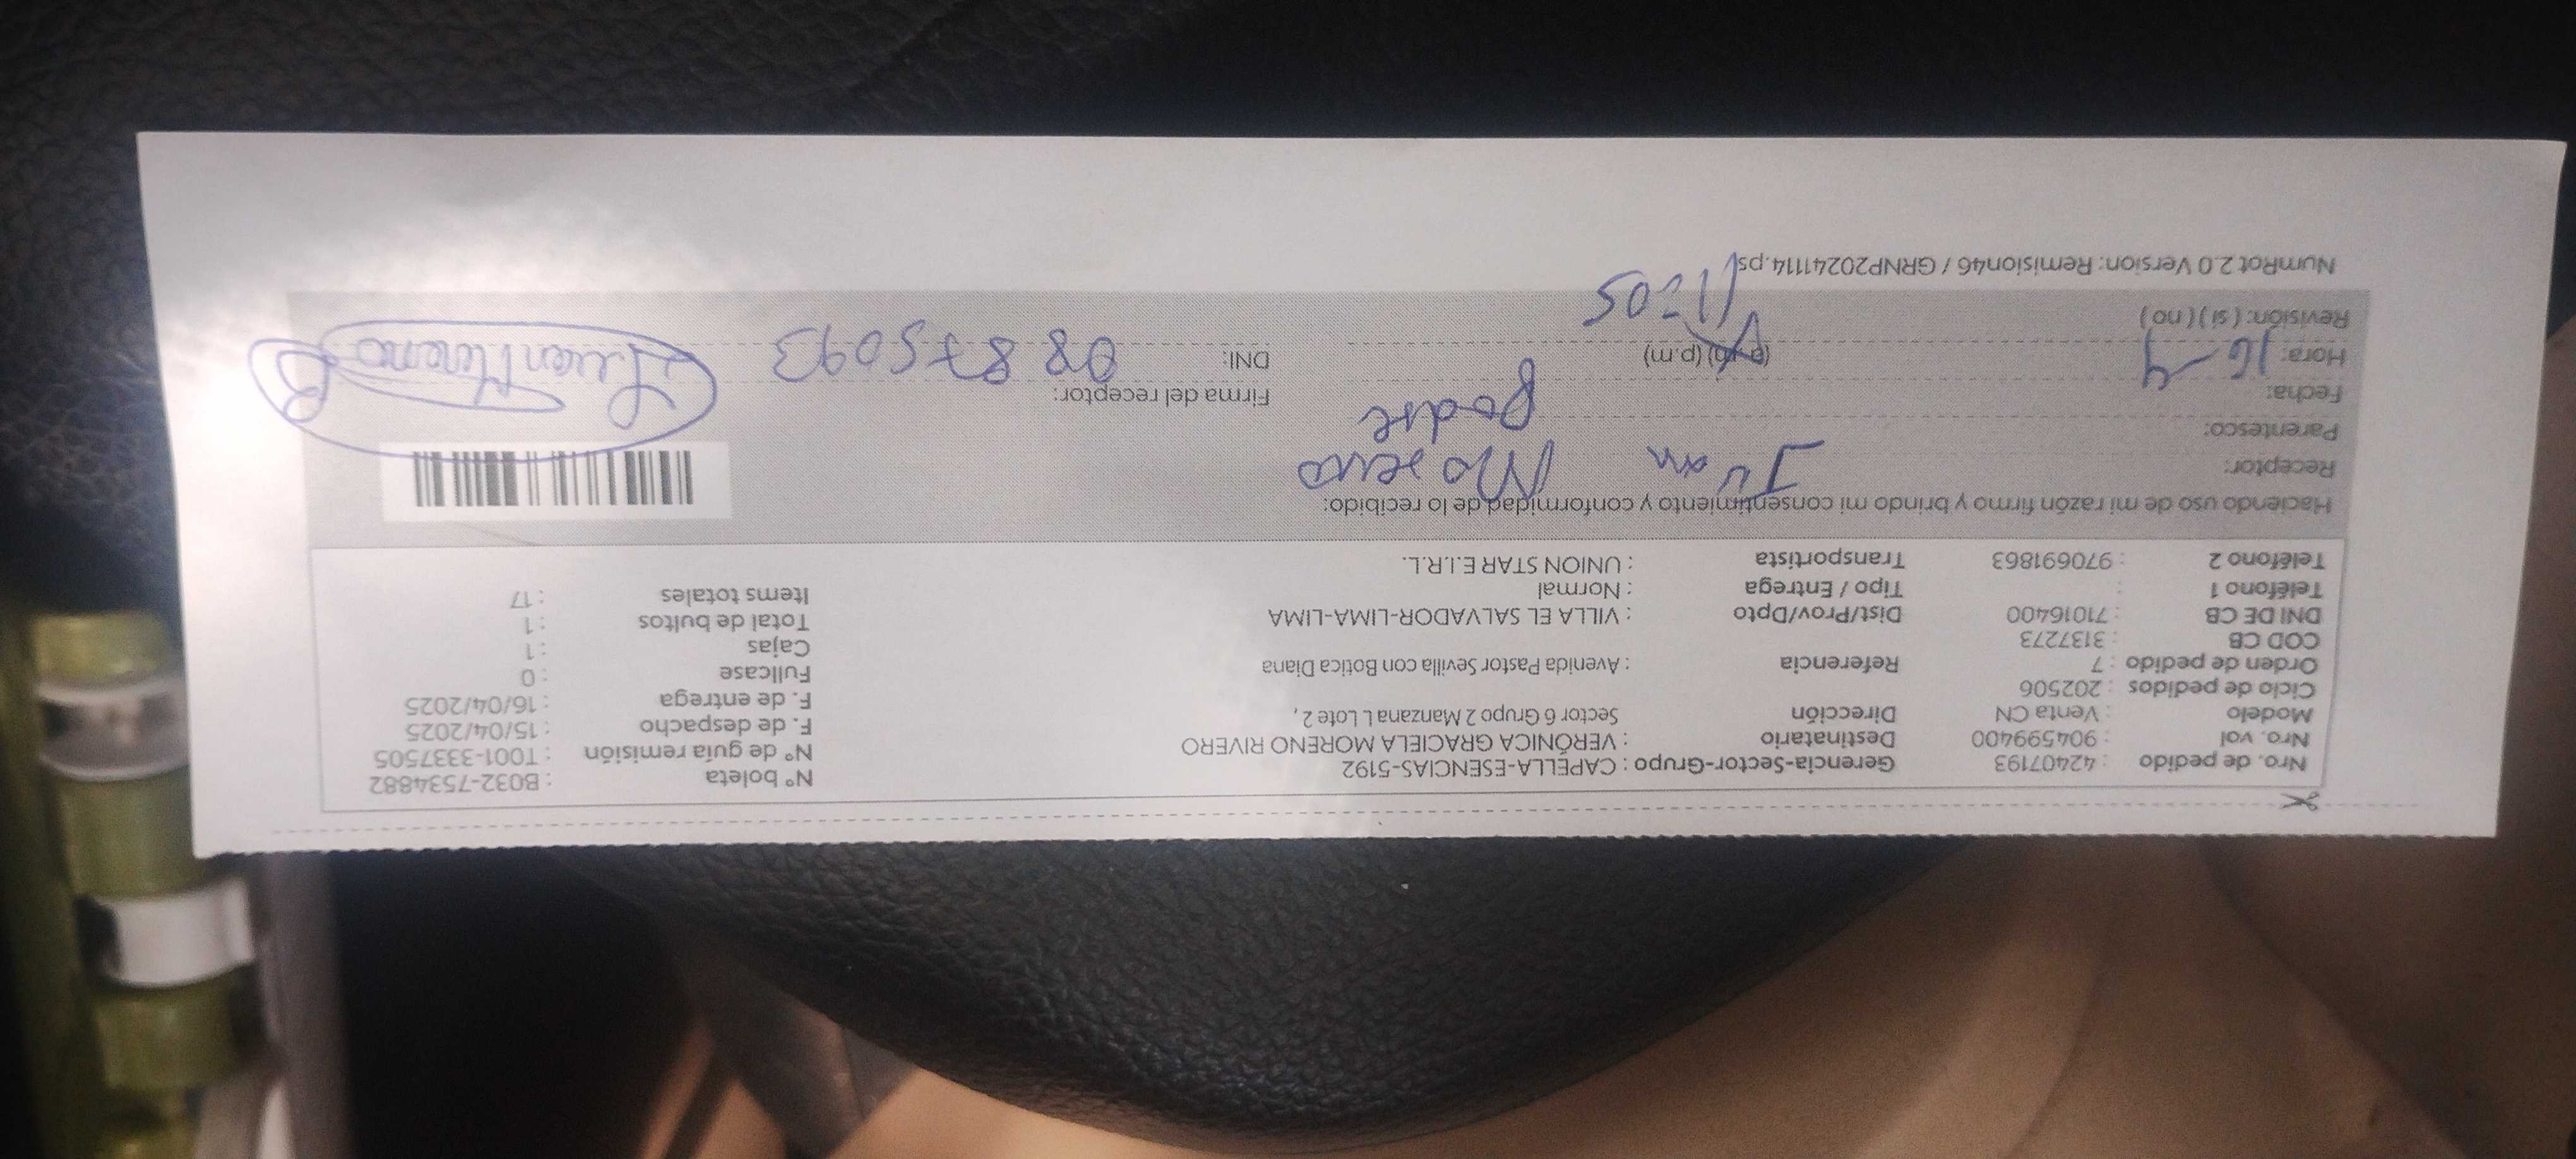 Nro. de pedido : 42407193 Gerencia-Sector-Grupo : CAPELLA-ESENCIAS-5192 N° boleta : B032-7534882
Nro. vol : 904599400 Destinatario : VERÓNICA GRACIELA MORENO RIVERO N° de guía remisión : T001-3337505
Modelo : Venta CN Dirección Sector 6 Grupo 2 Manzana L Lote 2, F. de despacho : 15/04/2025
Ciclo de pedidos : 202506 F. de entrega : 16/04/2025
Orden de pedido : 7 Referencia : Avenida Pastor Sevilla con Botica Diana Fullcase : 0
COD CB : 3137273 Cajas : 1
DNI DE CB : 71016400 Dist/Prov/Dpto : VILLA EL SALVADOR-LIMA-LIMA Total de bultos : 1
Teléfono 1 : Tipo / Entrega : Normal Items totales : 17
Teléfono 2 : 970691863 Transportista : UNION STAR E.I.R.L.
Haciendo uso de mi razón firmo y brindo mi consentimiento y conformidad de lo recibido:
Receptor: Juan Moreno
Parentesco: Padre
Fecha: 16-4 Firma del receptor: Juan Moreno
Hora: (a.m) (p.m) 11:05 DNI: 08875093
Revisión: ( si ) ( no )
NumRot 2.0 Version: Remision46 / GRNP20241114.ps